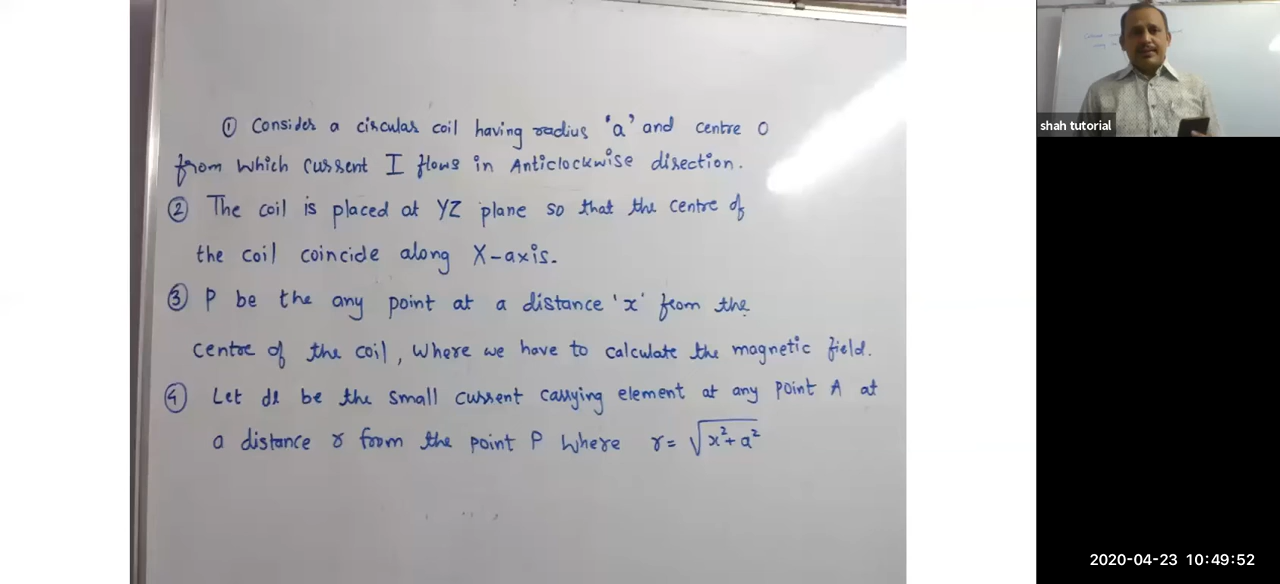 ① Consider a circular coil having radius 'a' and centre O
from which current I flows in Anticlockwise direction.
② The coil is placed at YZ plane so that the centre of
the coil coincide along X-axis.
③ P be the any point at a distance 'x' from the
centre of the coil, where we have to calculate the magnetic field.
④ Let dl be the small current carrying element at any point A at
a distance r from the point P where r = √x²+a²
shah tutorial
2020-04-23 10:49:52